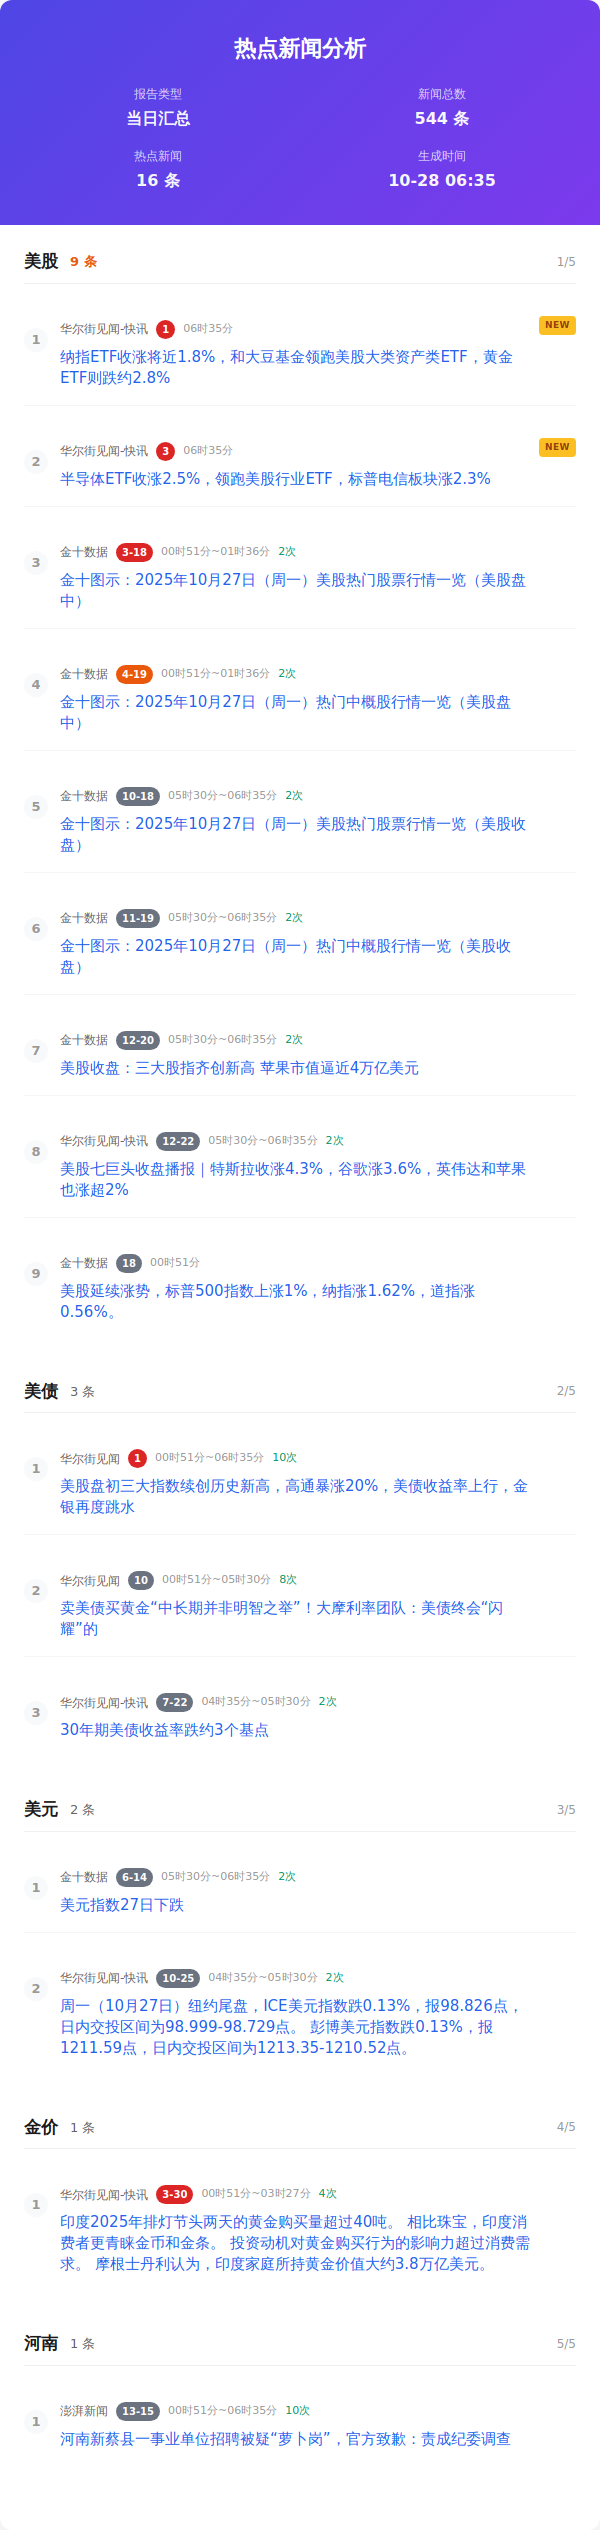 热点新闻分析
报告类型
新闻总数
当日汇总
544 条
热点新闻
生成时间
16 条
10-28 06:35
美股 9 条 1/5
1 华尔街见闻-快讯 1 06时35分 NEW
纳指ETF收涨将近1.8%，和大豆基金领跑美股大类资产类ETF，黄金
ETF则跌约2.8%
2 华尔街见闻-快讯 3 06时35分 NEW
半导体ETF收涨2.5%，领跑美股行业ETF，标普电信板块涨2.3%
3 金十数据 3-18 00时51分~01时36分 2次
金十图示：2025年10月27日（周一）美股热门股票行情一览（美股盘
中）
4 金十数据 4-19 00时51分~01时36分 2次
金十图示：2025年10月27日（周一）热门中概股行情一览（美股盘
中）
5 金十数据 10-18 05时30分~06时35分 2次
金十图示：2025年10月27日（周一）美股热门股票行情一览（美股收
盘）
6 金十数据 11-19 05时30分~06时35分 2次
金十图示：2025年10月27日（周一）热门中概股行情一览（美股收
盘）
7 金十数据 12-20 05时30分~06时35分 2次
美股收盘：三大股指齐创新高 苹果市值逼近4万亿美元
8 华尔街见闻-快讯 12-22 05时30分~06时35分 2次
美股七巨头收盘播报｜特斯拉收涨4.3%，谷歌涨3.6%，英伟达和苹果
也涨超2%
9 金十数据 18 00时51分
美股延续涨势，标普500指数上涨1%，纳指涨1.62%，道指涨
0.56%。
美债 3 条 2/5
1 华尔街见闻 1 00时51分~06时35分 10次
美股盘初三大指数续创历史新高，高通暴涨20%，美债收益率上行，金
银再度跳水
2 华尔街见闻 10 00时51分~05时30分 8次
卖美债买黄金“中长期并非明智之举”！大摩利率团队：美债终会“闪
耀”的
3 华尔街见闻-快讯 7-22 04时35分~05时30分 2次
30年期美债收益率跌约3个基点
美元 2 条 3/5
1 金十数据 6-14 05时30分~06时35分 2次
美元指数27日下跌
2 华尔街见闻-快讯 10-25 04时35分~05时30分 2次
周一（10月27日）纽约尾盘，ICE美元指数跌0.13%，报98.826点，
日内交投区间为98.999-98.729点。 彭博美元指数跌0.13%，报
1211.59点，日内交投区间为1213.35-1210.52点。
金价 1 条 4/5
1 华尔街见闻-快讯 3-30 00时51分~03时27分 4次
印度2025年排灯节头两天的黄金购买量超过40吨。 相比珠宝，印度消
费者更青睐金币和金条。 投资动机对黄金购买行为的影响力超过消费需
求。 摩根士丹利认为，印度家庭所持黄金价值大约3.8万亿美元。
河南 1 条 5/5
1 澎湃新闻 13-15 00时51分~06时35分 10次
河南新蔡县一事业单位招聘被疑“萝卜岗”，官方致歉：责成纪委调查